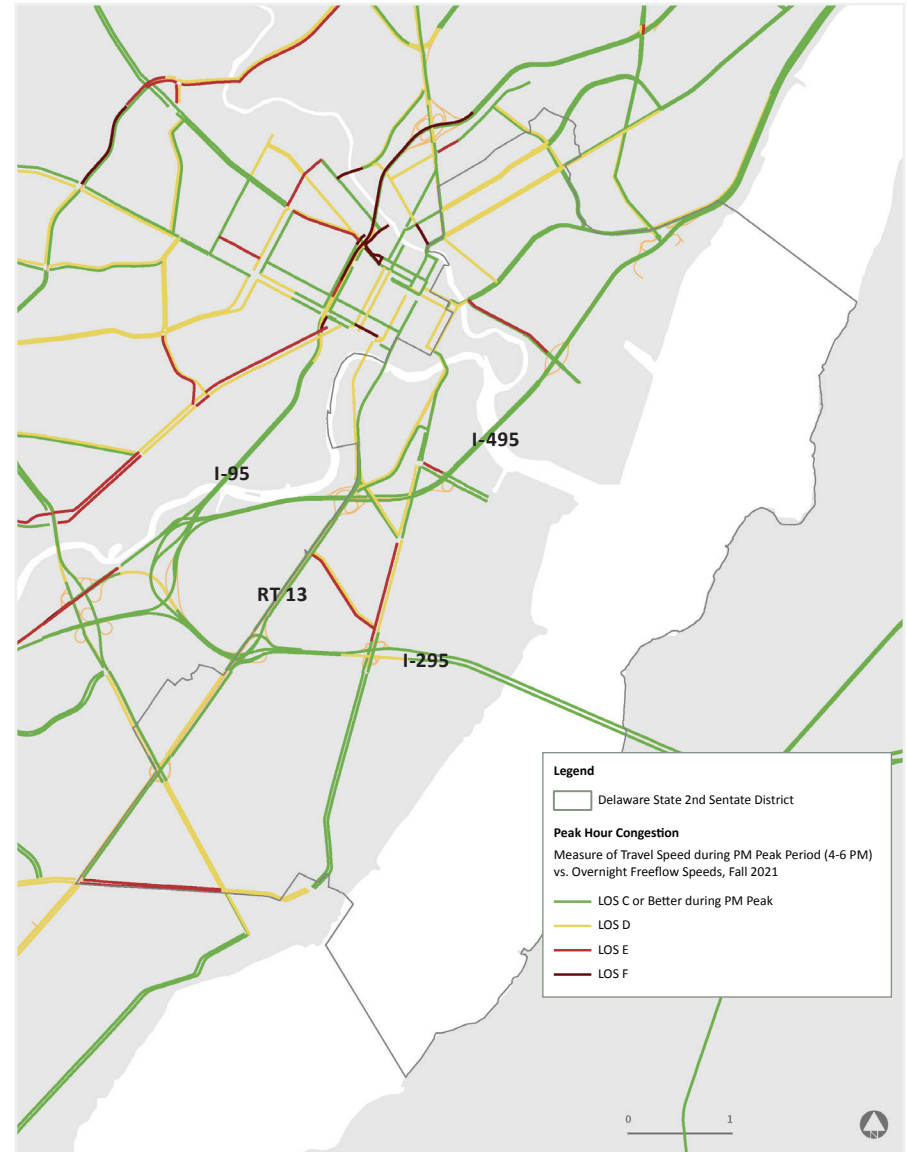 I-495
I-95
RT 13
I-295
Legend
Delaware State 2nd Sentate District
Peak Hour Congestion
Measure of Travel Speed during PM Peak Period (4-6 PM)
vs. Overnight Freeflow Speeds, Fall 2021
LOS C or Better during PM Peak
LOS D
LOS E
LOS F
0 1
N